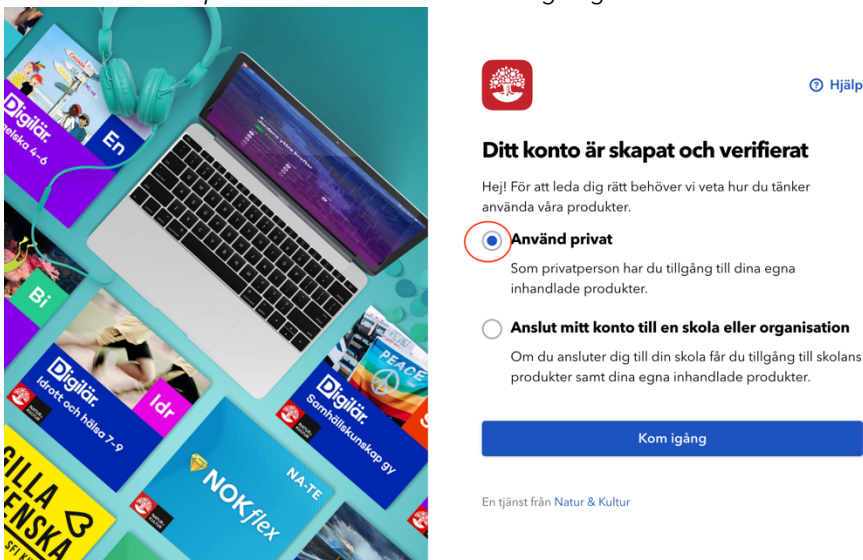 Hjälp
Ditt konto är skapat och verifierat
Hej! För att leda dig rätt behöver vi veta hur du tänker
använda våra produkter.
Använd privat
Som privatperson har du tillgång till dina egna
inhandlade produkter.
Anslut mitt konto till en skola eller organisation
Om du ansluter dig till din skola får du tillgång till skolans
produkter samt dina egna inhandlade produkter.
Kom igång
En tjänst från Natur & Kultur
Digilär.
En
elska 4–6
Bi
Digilär.
Idrott och hälsa 7–9
Idr
PEACE
Digilär.
Samhällskunskap gy
NOKflex
NA-TE
GILLA
ENSKA
SFI